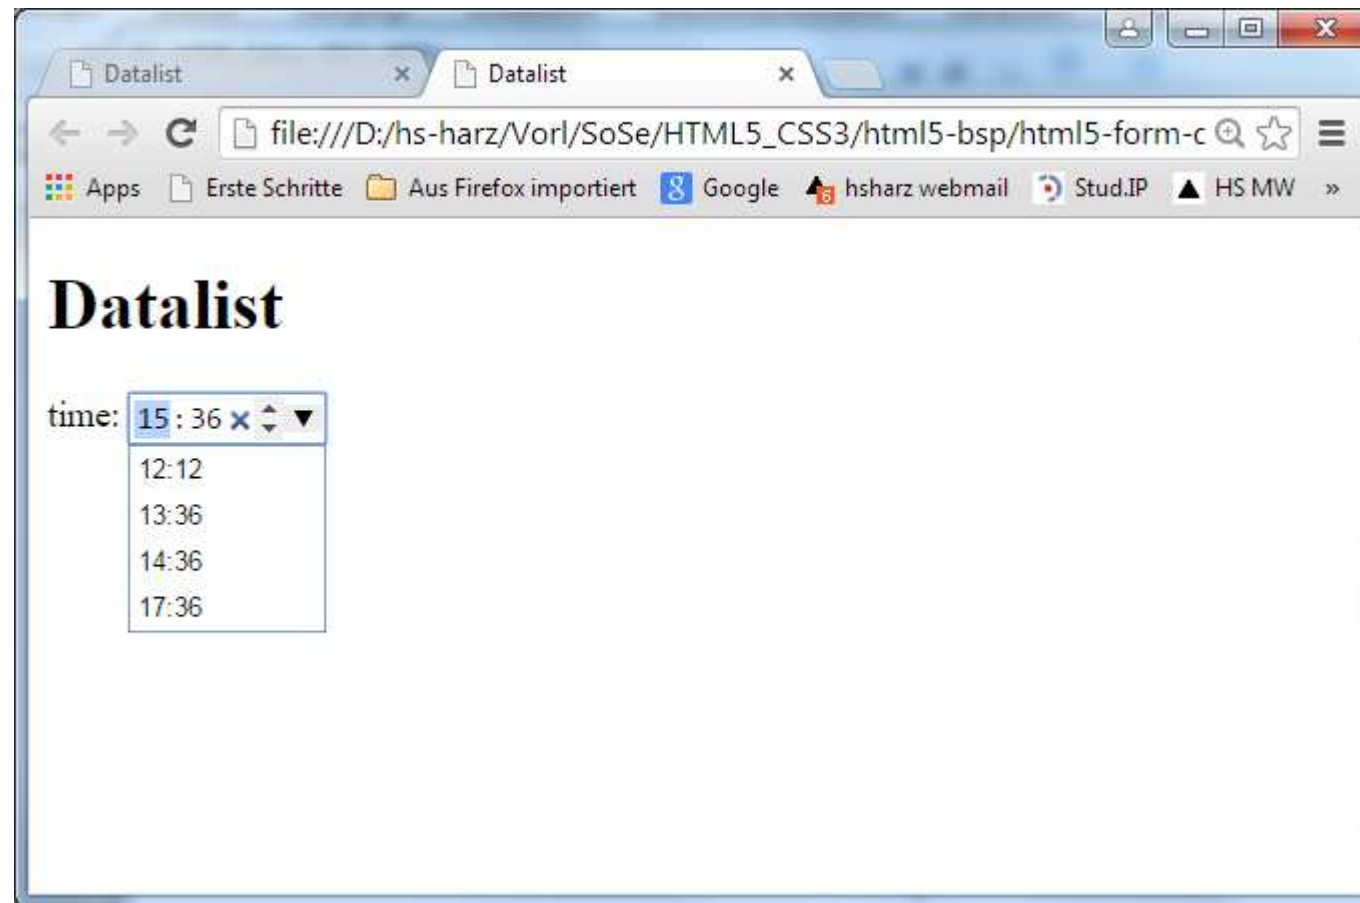 Datalist Datalist
file:///D:/hs-harz/Vorl/SoSe/HTML5_CSS3/html5-bsp/html5-form-c
Apps Erste Schritte Aus Firefox importiert Google hsharz webmail Stud.IP HS MW »
Datalist
time: 15:36
12:12
13:36
14:36
17:36